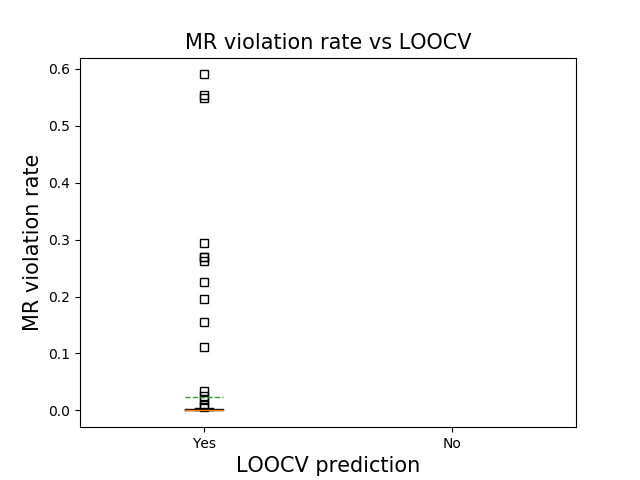 MR violation rate vs LOOCV
MR violation rate
0.6
0.5
0.4
0.3
0.2
0.1
0.0
Yes
No
LOOCV prediction